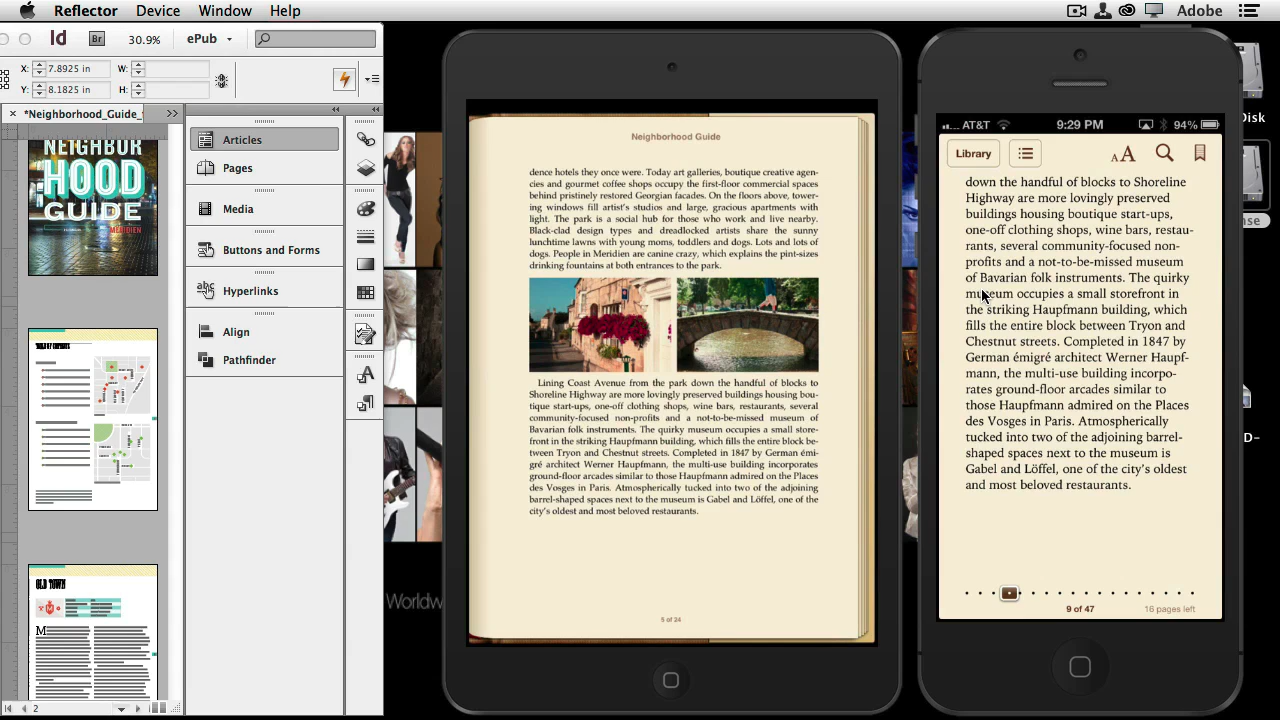 Reflector Device Window Help Adobe
Id Br 30.9% ePub
X: 7.8925 in W:
Y: 8.1825 in H:
× *Neighborhood_Guide_ >>
NEIGHBOR
HOOD
GUIDE
MERIDIEN
OLD TOWN
M
2
Articles
Pages
Media
Buttons and Forms
Hyperlinks
Align
Pathfinder
Worldw
Neighborhood Guide
dence hotels they once were. Today art galleries, boutique creative agen-
cies and gourmet coffee shops occupy the first-floor commercial spaces
behind pristinely restored Georgian facades. On the floors above, tower-
ing windows fill artist's studios and large, gracious apartments with
light. The park is a social hub for those who work and live nearby.
Black-clad design types and dreadlocked artists share the sunny
lunchtime lawns with young moms, toddlers and dogs. Lots and lots of
dogs. People in Meridien are canine crazy, which explains the pint-sizes
drinking fountains at both entrances to the park.
Lining Coast Avenue from the park down the handful of blocks to
Shoreline Highway are more lovingly preserved buildings housing bou-
tique start-ups, one-off clothing shops, wine bars, restaurants, several
community-focused non-profits and a not-to-be-missed museum of
Bavarian folk instruments. The quirky museum occupies a small store-
front in the striking Haupfmann building, which fills the entire block be-
tween Tryon and Chestnut streets. Completed in 1847 by German émi-
gré architect Werner Haupfmann, the multi-use building incorporates
ground-floor arcades similar to those Haupfmann admired on the Places
des Vosges in Paris. Atmospherically tucked into two of the adjoining
barrel-shaped spaces next to the museum is Gabel and Löffel, one of the
city's oldest and most beloved restaurants.
5 of 24
AT&T 9:29 PM 94%
Library AA
down the handful of blocks to Shoreline
Highway are more lovingly preserved
buildings housing boutique start-ups,
one-off clothing shops, wine bars, restau-
rants, several community-focused non-
profits and a not-to-be-missed museum
of Bavarian folk instruments. The quirky
museum occupies a small storefront in
the striking Haupfmann building, which
fills the entire block between Tryon and
Chestnut streets. Completed in 1847 by
German émigré architect Werner Haupf-
mann, the multi-use building incorpo-
rates ground-floor arcades similar to
those Haupfmann admired on the Places
des Vosges in Paris. Atmospherically
tucked into two of the adjoining barrel-
shaped spaces next to the museum is
Gabel and Löffel, one of the city's oldest
and most beloved restaurants.
9 of 47 16 pages left
Disk
D-